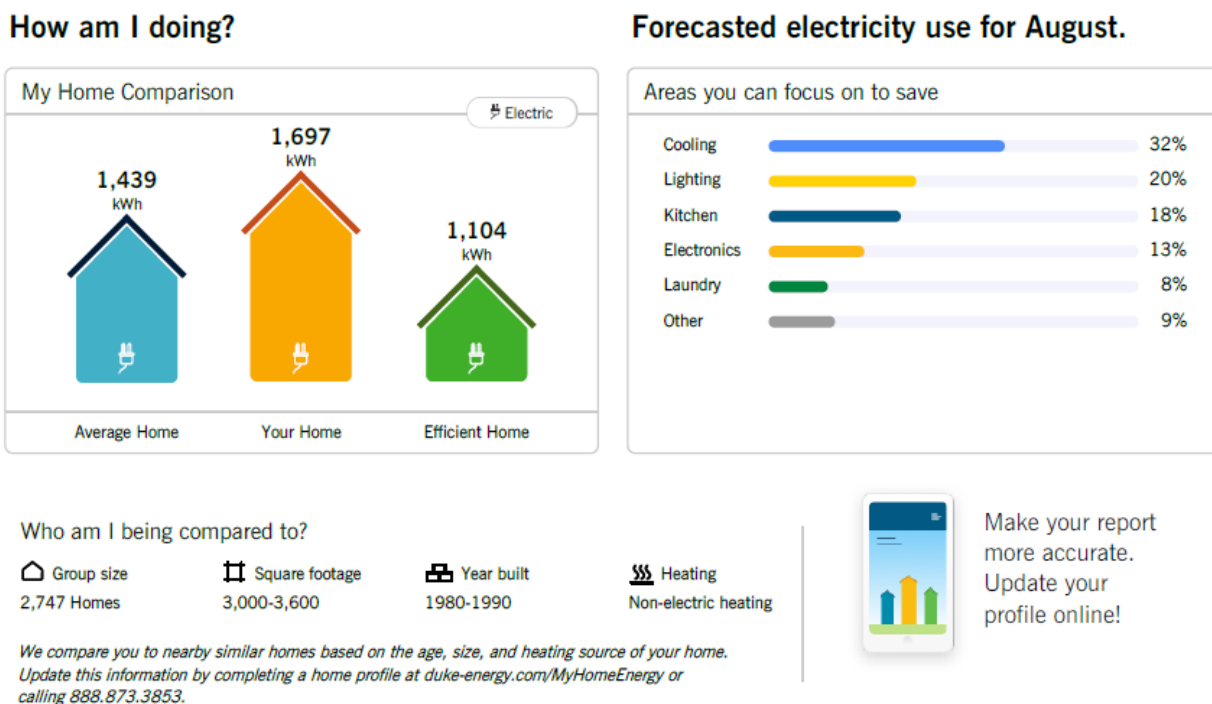 How am I doing?
My Home Comparison
Electric
1,439
kWh
1,697
kWh
1,104
kWh
Average Home
Your Home
Efficient Home
Forecasted electricity use for August.
Areas you can focus on to save
Cooling 32%
Lighting 20%
Kitchen 18%
Electronics 13%
Laundry 8%
Other 9%
Who am I being compared to?
Group size
2,747 Homes
Square footage
3,000-3,600
Year built
1980-1990
Heating
Non-electric heating
We compare you to nearby similar homes based on the age, size, and heating source of your home.
Update this information by completing a home profile at duke-energy.com/MyHomeEnergy or
calling 888.873.3853.
Make your report
more accurate.
Update your
profile online!